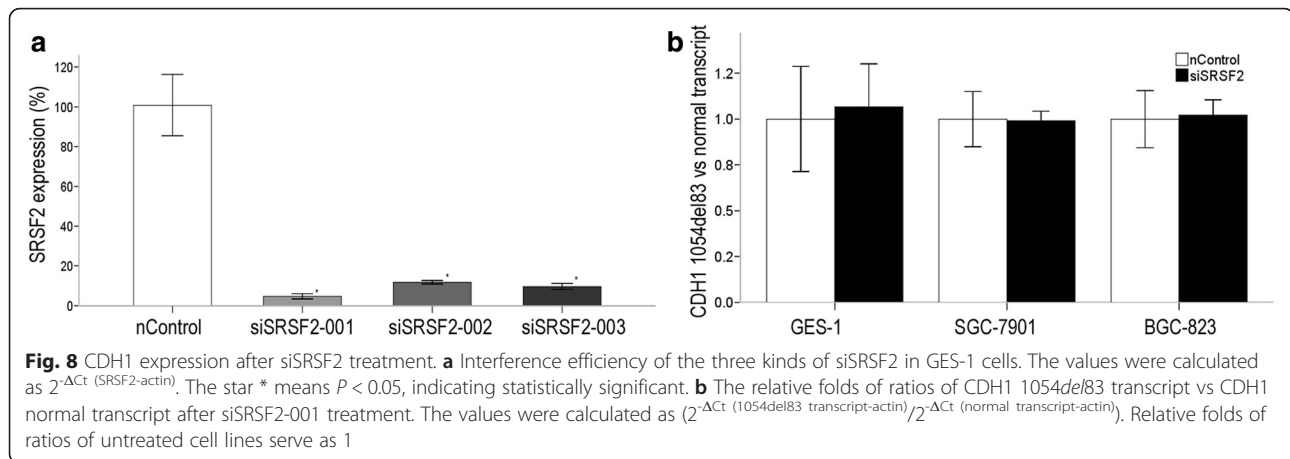 a
120
100
80
60
40
20
0
SRSF2 expression (%)
*
*
*
nControl siSRSF2-001 siSRSF2-002 siSRSF2-003
b
nControl
siSRSF2
1.2
1.0
0.8
0.5
0.2
0.0
CDH1 1054del83 vs normal transcript
GES-1 SGC-7901 BGC-823
Fig. 8 CDH1 expression after siSRSF2 treatment. a Interference efficiency of the three kinds of siSRSF2 in GES-1 cells. The values were calculated
as 2-ΔCt (SRSF2-actin). The star * means P < 0.05, indicating statistically significant. b The relative folds of ratios of CDH1 1054del83 transcript vs CDH1
normal transcript after siSRSF2-001 treatment. The values were calculated as (2-ΔCt (1054del83 transcript-actin)/2-ΔCt (normal transcript-actin)). Relative folds of
ratios of untreated cell lines serve as 1